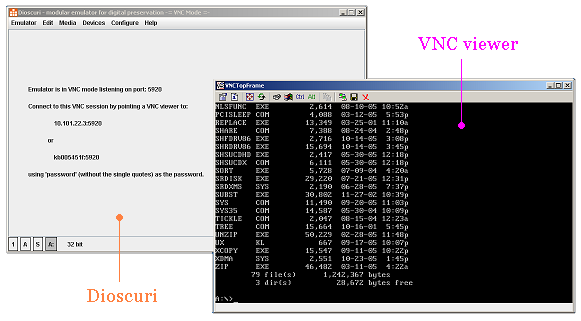 Dioscuri - modular emulator for digital preservation -= VNC Mode =-
Emulator Edit Media Devices Configure Help
Emulator is in VNC mode listening on port: 5920
Connect to this VNC session by pointing a VNC viewer to:
10.101.22.3:5920
or
kb005451f:5920
using 'password' (without the single quotes) as the password.
1 A S A: 32 bit
Dioscuri
VNC viewer
VNCTopFrame
Ctrl Alt
NLSFUNC EXE 2,614 08-10-05 10:52a
PCISLEEP COM 4,088 03-12-05 5:53p
REPLACE EXE 13,349 03-25-01 11:10a
SHARE COM 7,388 08-24-04 2:48p
SHFDRV86 EXE 2,716 10-14-05 3:08p
SHRDRV86 EXE 15,694 10-14-05 3:45p
SHSUCDHD EXE 2,417 05-30-05 12:18p
SHSUCDX COM 6,111 05-30-05 12:18p
SORT EXE 5,728 07-09-04 4:20a
SRDISK EXE 29,220 07-21-05 12:31p
SRDXMS SYS 2,190 06-28-05 7:37p
SUBST EXE 30,802 11-27-02 10:39p
SYS COM 11,490 09-20-05 11:03p
SYS35 COM 14,587 05-30-04 10:09p
TICKLE COM 2,047 08-15-04 12:23a
TREE COM 15,664 10-16-01 5:45p
UNZIP EXE 50,229 02-28-05 11:48p
UX KL 667 09-17-05 10:07p
XCOPY EXE 15,547 09-11-05 10:22p
XDMA SYS 2,551 10-23-05 1:45p
ZIP EXE 46,482 03-11-05 4:22a
79 file(s) 1,242,367 bytes
3 dir(s) 28,672 bytes free
A:\>_